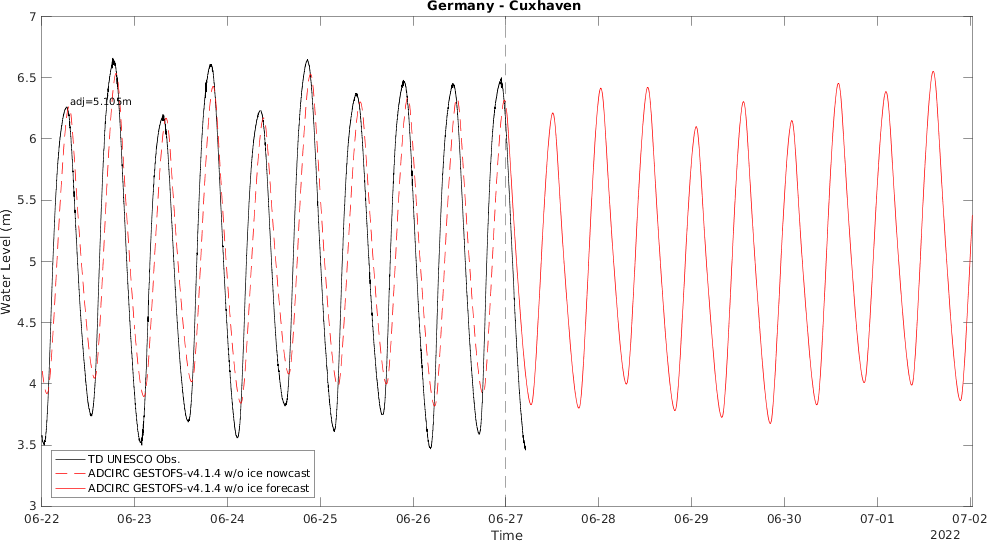 Germany - Cuxhaven
7
6.5
6
5.5
5
4.5
4
3.5
3
Water Level (m)
adj=5.105m
TD UNESCO Obs.
ADCIRC GESTOFS-v4.1.4 w/o ice nowcast
ADCIRC GESTOFS-v4.1.4 w/o ice forecast
06-22 06-23 06-24 06-25 06-26 06-27 06-28 06-29 06-30 07-01 07-02
Time
2022